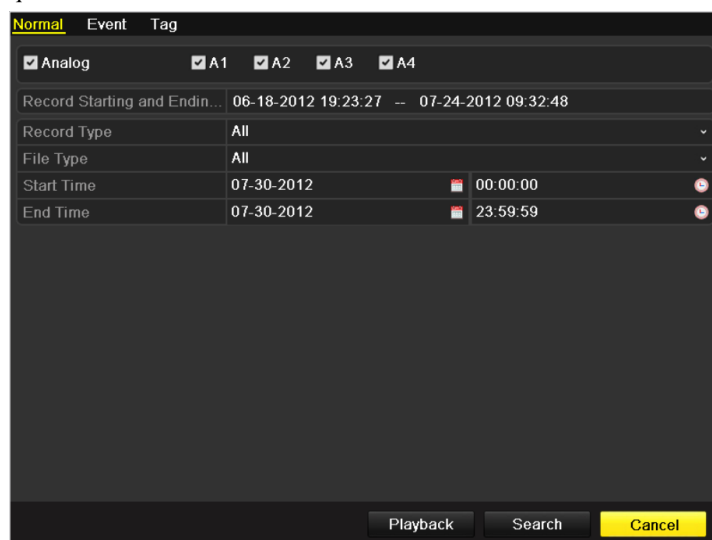 Normal Event Tag
Analog A1 A2 A3 A4
Record Starting and Endin... 06-18-2012 19:23:27 -- 07-24-2012 09:32:48
Record Type All
File Type All
Start Time 07-30-2012 00:00:00
End Time 07-30-2012 23:59:59
Playback Search Cancel